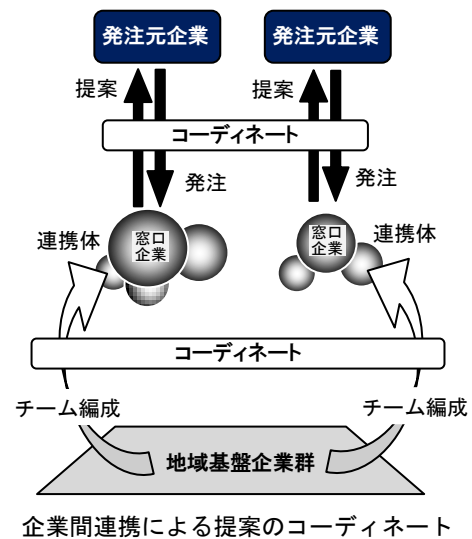 発注元企業
発注元企業
提案
提案
コーディネート
発注
発注
連携体
窓口
企業
窓口
企業
連携体
コーディネート
チーム編成
チーム編成
地域基盤企業群
企業間連携による提案のコーディネート